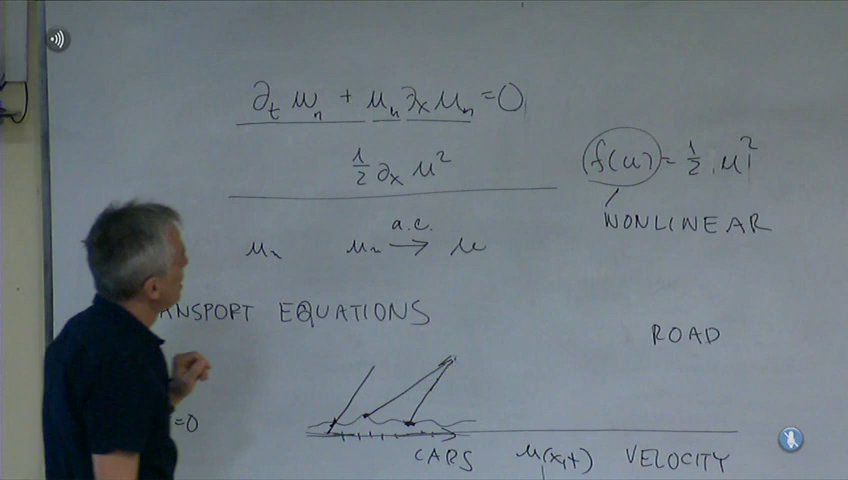 ∂ₜ uₙ + uₙ ∂ₓ uₙ = 0,
½ ∂ₓ u²
f(u) = ½ u²
NONLINEAR
a.e.
uₙ uₙ → u
ANSPORT EQUATIONS
ROAD
=0
CARS u(x,t) VELOCITY